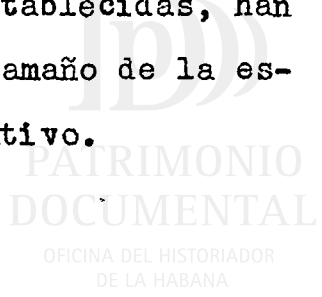 tablecidas, han
amaño de la es-
tivo.
PATRIMONIO
DOCUMENTAL
OFICINA DEL HISTORIADOR
DE LA HABANA